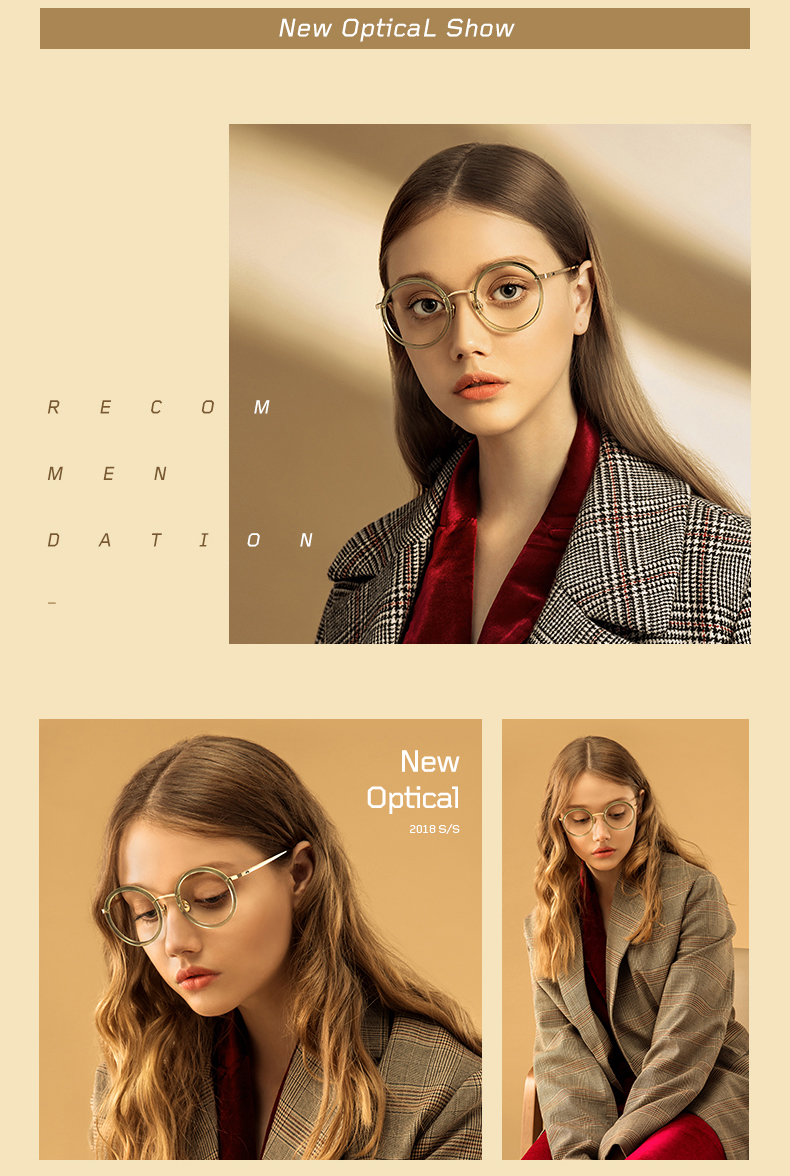 New OpticaL Show
R E C O M
M E N
D A T I O N
–
New
Optical
2018 S/S